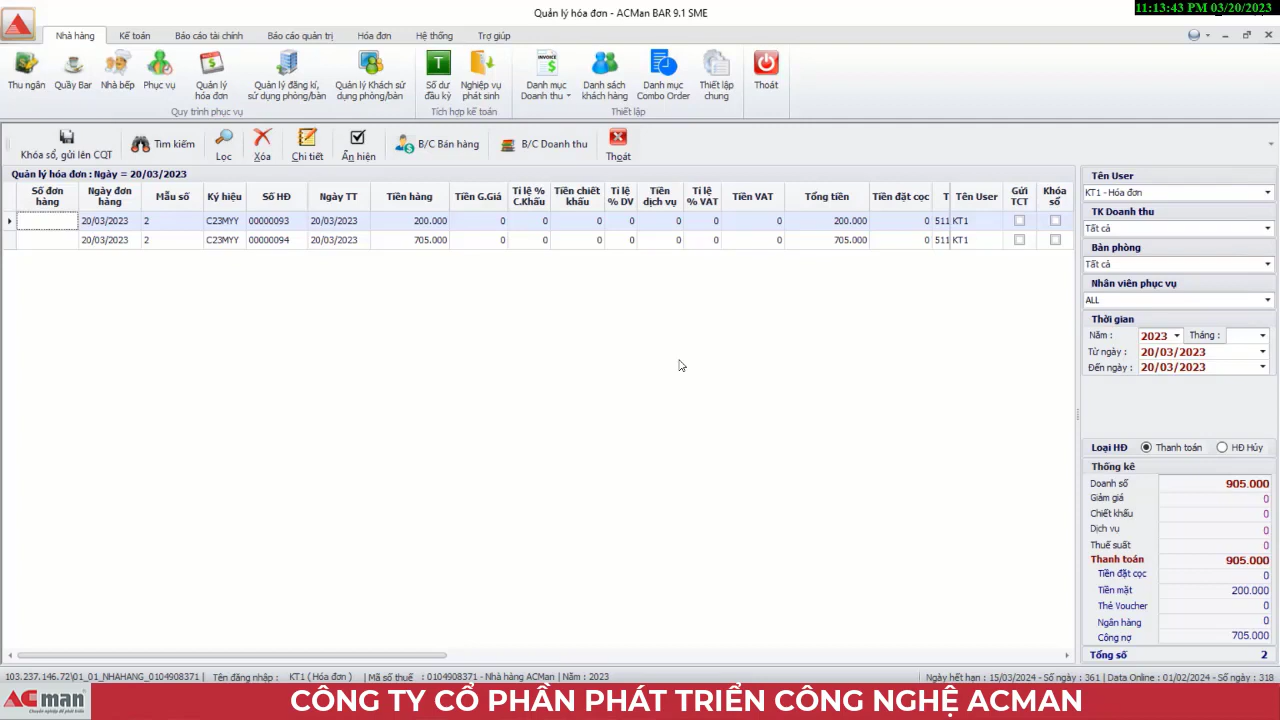 Quản lý hóa đơn - ACMan BAR 9.1 SME
11:13:43 PM 03/20/2023
Nhà hàng Kế toán Báo cáo tài chính Báo cáo quản trị Hóa đơn Hệ thống Trợ giúp
Thu ngân Quầy Bar Nhà bếp Phục vụ Quản lý hóa đơn Quản lý đăng kí, sử dụng phòng/bàn Quản lý Khách sử dụng phòng/bàn Số dư đầu kỳ Nghiệp vụ phát sinh Danh mục Doanh thu Danh sách khách hàng Danh mục Combo Order Thiết lập chung Thoát
Quy trình phục vụ Tích hợp kế toán Thiết lập
Khóa sổ, gửi lên CQT Tìm kiếm Lọc Xóa Chi tiết Ẩn hiện B/C Bán hàng B/C Doanh thu Thoát
Quản lý hóa đơn : Ngày = 20/03/2023
Số đơn hàng Ngày đơn hàng Mẫu số Ký hiệu Số HĐ Ngày TT Tiền hàng Tiền G.Giá Tỉ lệ % C.Khấu Tiền chiết khấu Tỉ lệ % DV Tiền dịch vụ Tỉ lệ % VAT Tiền VAT Tổng tiền Tiền đặt cọc T Tên User Gửi TCT Khóa sổ
20/03/2023 2 C23MYY 00000093 20/03/2023 200.000 0 0 0 0 0 0 0 200.000 0 511 KT1
20/03/2023 2 C23MYY 00000094 20/03/2023 705.000 0 0 0 0 0 0 0 705.000 0 511 KT1
Tên User
KT1 - Hóa đơn
TK Doanh thu
Tất cả
Bàn phòng
Tất cả
Nhân viên phục vụ
ALL
Thời gian
Năm : 2023 Tháng :
Từ ngày : 20/03/2023
Đến ngày : 20/03/2023
Loại HĐ Thanh toán HĐ Hủy
Thống kê
Doanh số 905.000
Giảm giá 0
Chiết khấu 0
Dịch vụ 0
Thuế suất 0
Thanh toán 905.000
Tiền đặt cọc 0
Tiền mặt 200.000
Thẻ Voucher 0
Ngân hàng 0
Công nợ 705.000
Tổng số 2
103.237.146.72\01_01_NHAHANG_0104908371 Tên đăng nhập : KT1 (Hóa đơn ) Mã số thuế : 0104908371 - Nhà hàng ACMan Năm : 2023 Ngày hết hạn : 15/03/2024 - Số ngày : 361 Data Online : 01/02/2024 - Số ngày : 318
ACman
Chuyên nghiệp để phát triển
CÔNG TY CỔ PHẦN PHÁT TRIỂN CÔNG NGHỆ ACMAN